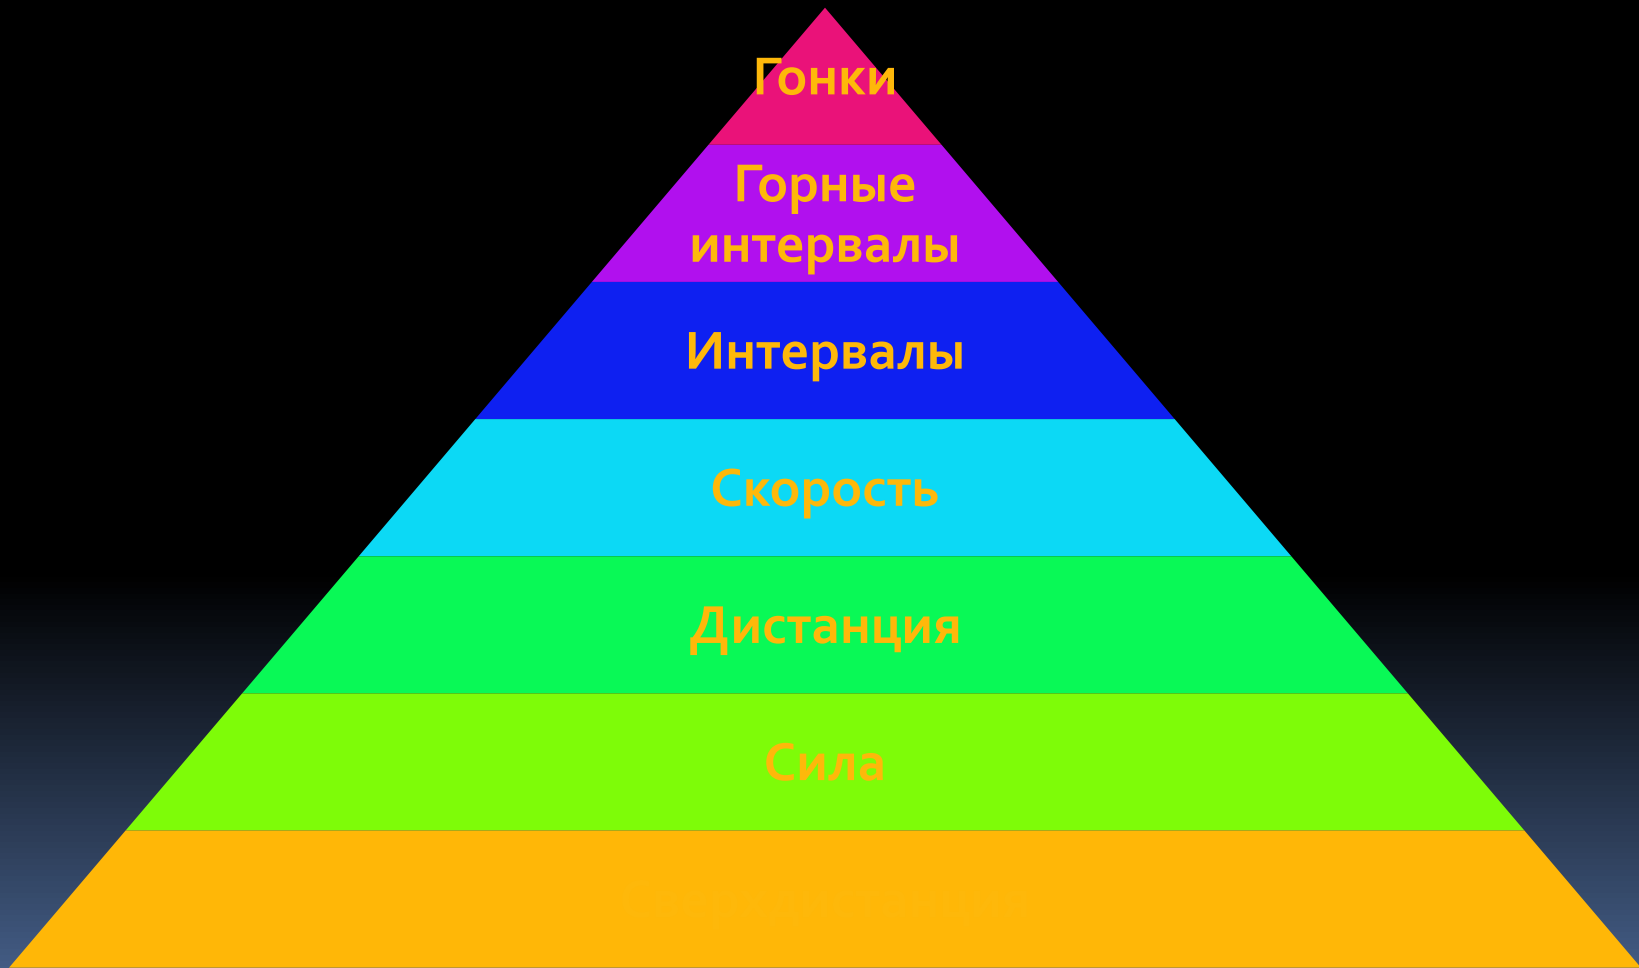 Гонки
Горные
интервалы
Интервалы
Скорость
Дистанция
Сила